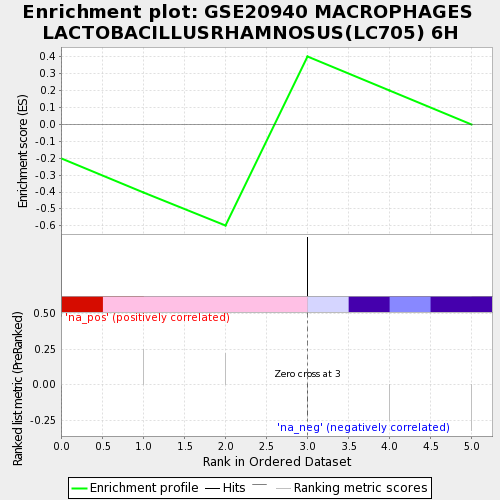 Enrichment plot: GSE20940 MACROPHAGES
LACTOBACILLUSRHAMNOSUS(LC705) 6H
Enrichment score (ES)
0.4
0.3
0.2
0.1
0.0
-0.1
-0.2
-0.3
-0.4
-0.5
-0.6
Ranked list metric (PreRanked)
0.50
0.25
0.00
-0.25
'na_pos' (positively correlated)
Zero cross at 3
'na_neg' (negatively correlated)
0.0 0.5 1.0 1.5 2.0 2.5 3.0 3.5 4.0 4.5 5.0
Rank in Ordered Dataset
Enrichment profile Hits Ranking metric scores